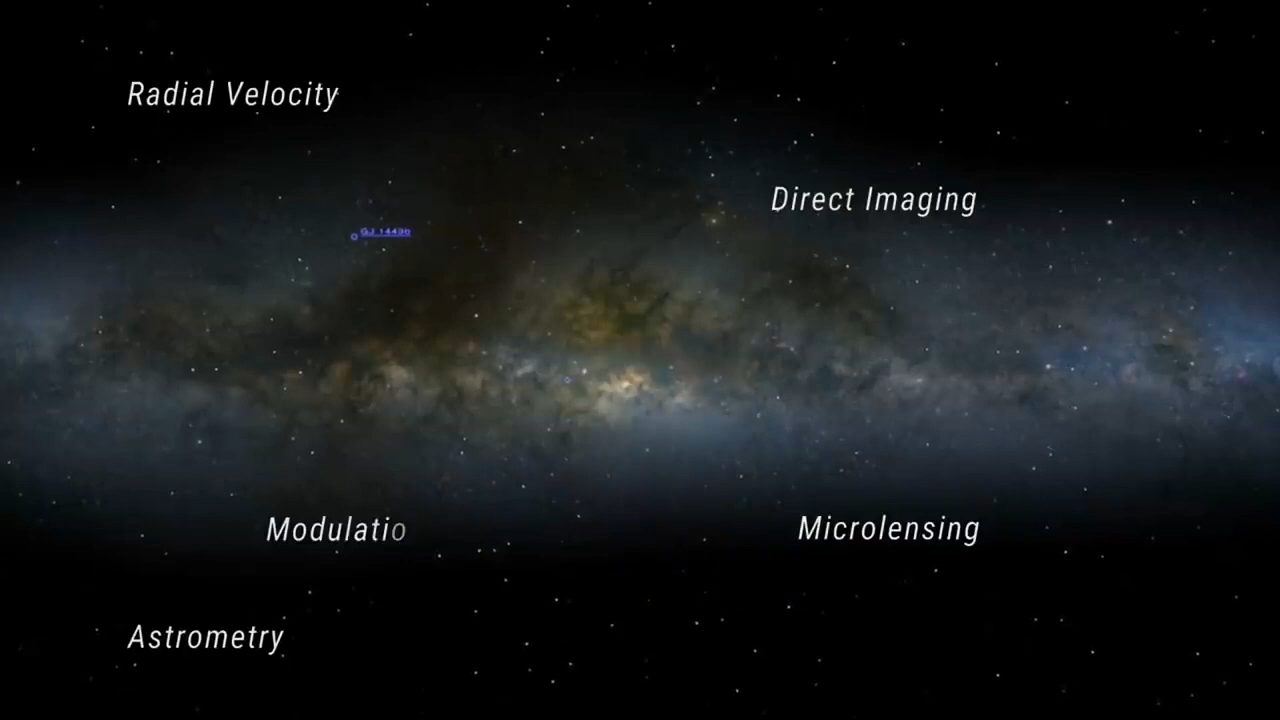 Radial Velocity
Direct Imaging
Modulatio
Microlensing
Astrometry